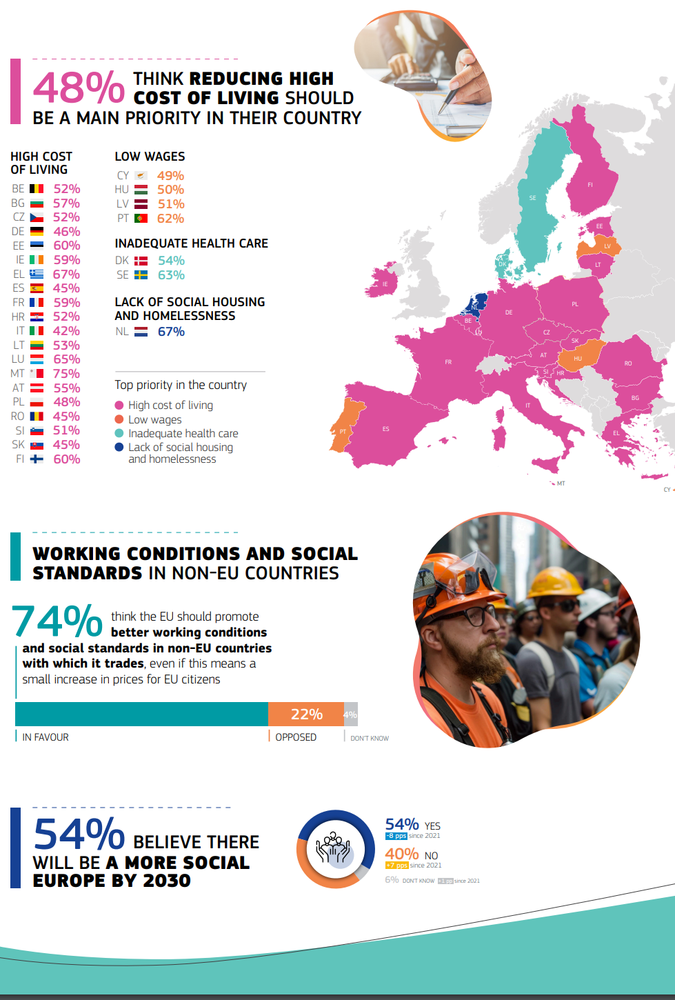 48% THINK REDUCING HIGH
COST OF LIVING SHOULD
BE A MAIN PRIORITY IN THEIR COUNTRY
HIGH COST
OF LIVING
BE 52%
BG 57%
CZ 52%
DE 46%
EE 60%
IE 59%
EL 67%
ES 45%
FR 59%
HR 52%
IT 42%
LT 53%
LU 65%
MT 75%
AT 55%
PL 48%
RO 45%
SI 51%
SK 45%
FI 60%
LOW WAGES
CY 49%
HU 50%
LV 51%
PT 62%
INADEQUATE HEALTH CARE
DK 54%
SE 63%
LACK OF SOCIAL HOUSING
AND HOMELESSNESS
NL 67%
Top priority in the country
High cost of living
Low wages
Inadequate health care
Lack of social housing
and homelessness
FI
SE
EE
LV
LT
DK
IE
NL
PL
DE
BE
LU
CZ
SK
AT
HU
FR
RO
SI
HR
BG
IT
ES
PT
EL
MT
CY
WORKING CONDITIONS AND SOCIAL
STANDARDS IN NON-EU COUNTRIES
74% think the EU should promote
better working conditions
and social standards in non-EU countries
with which it trades, even if this means a
small increase in prices for EU citizens
22% 4%
IN FAVOUR OPPOSED DON'T KNOW
54% BELIEVE THERE
WILL BE A MORE SOCIAL
EUROPE BY 2030
54% YES
-8 pps since 2021
40% NO
+7 pps since 2021
6% DON'T KNOW +1 pp since 2021